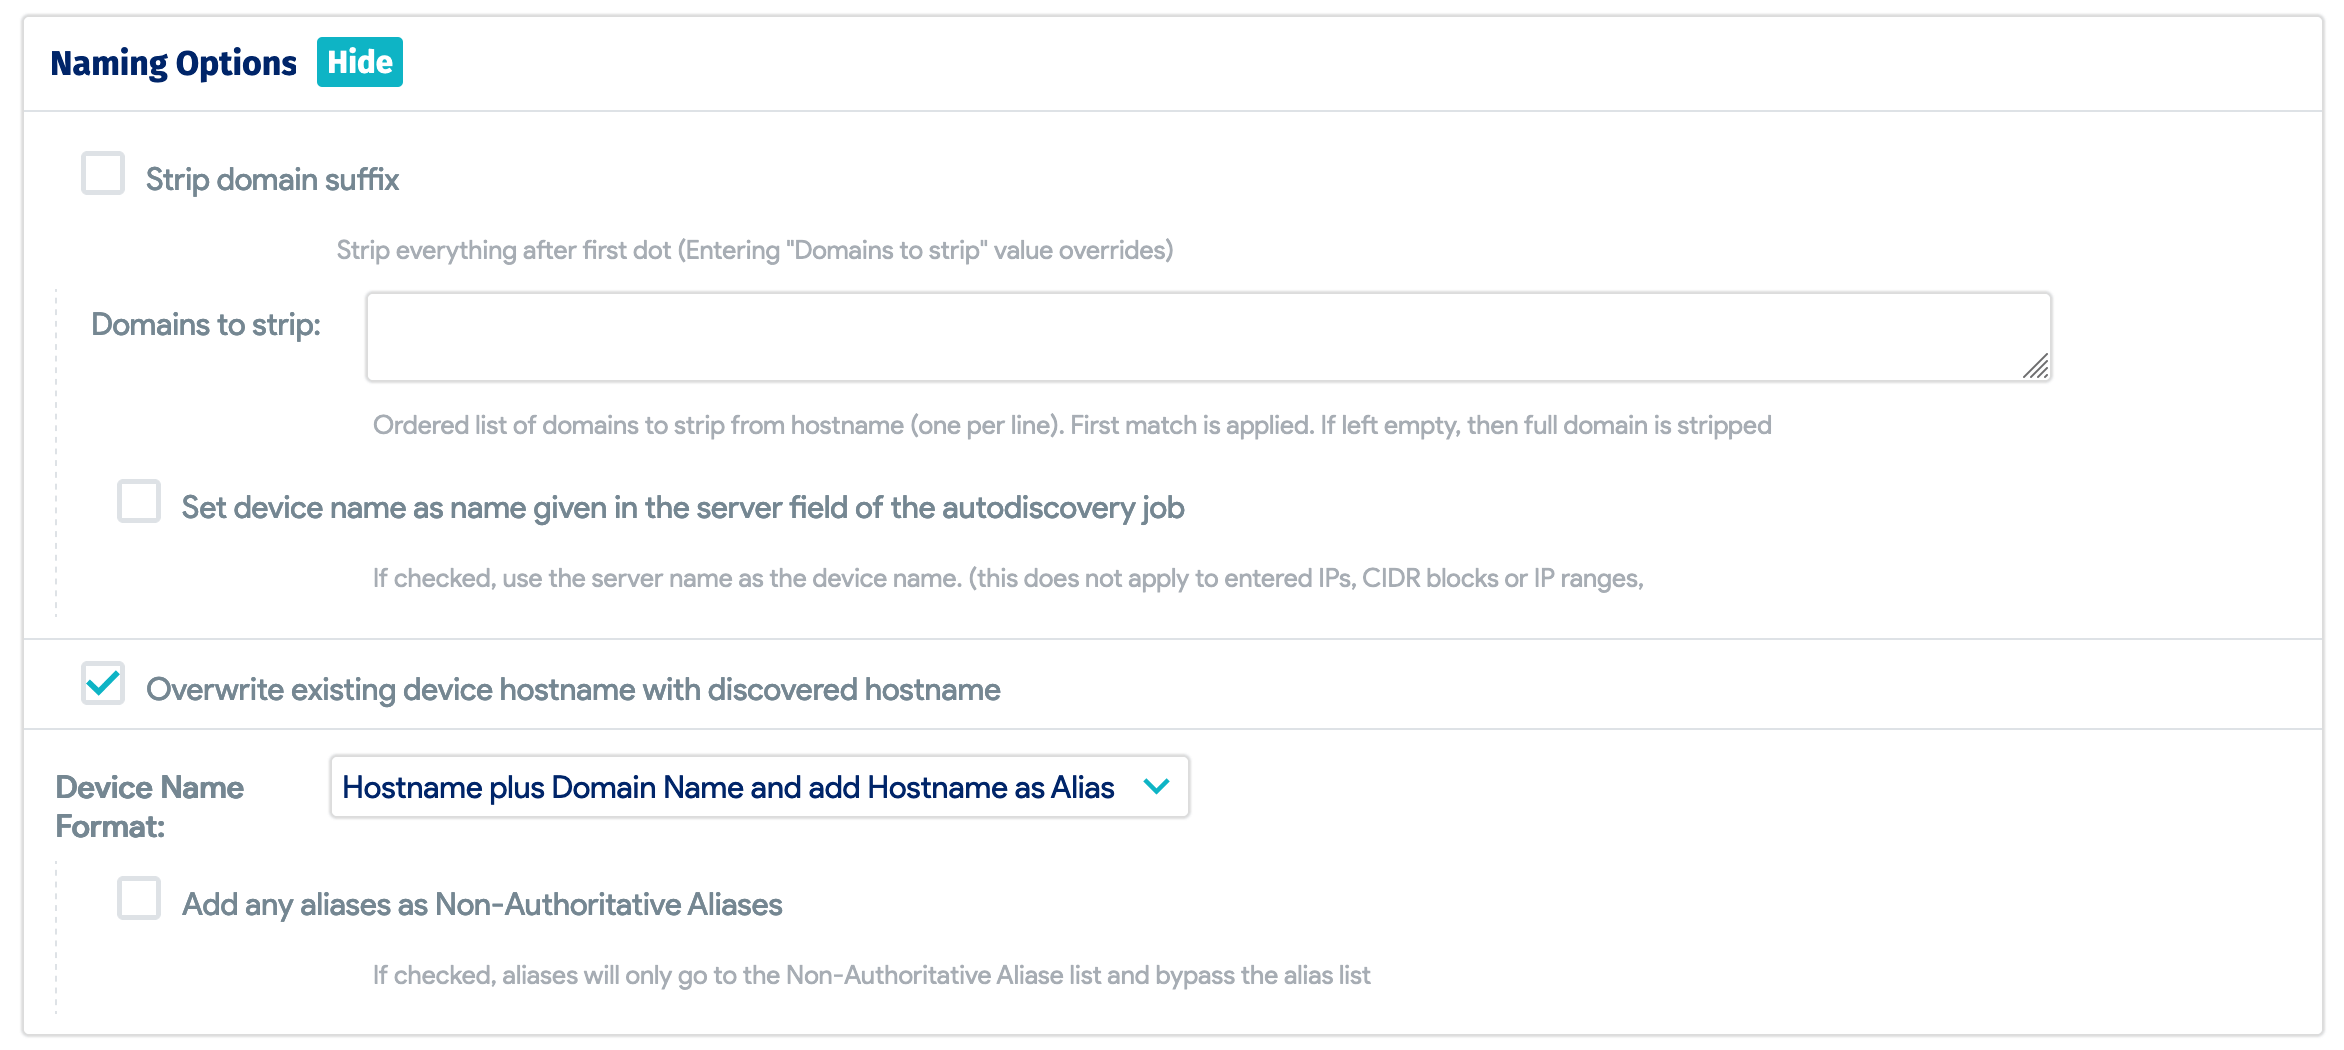 Naming Options Hide
Strip domain suffix
Strip everything after first dot (Entering "Domains to strip" value overrides)
Domains to strip:
Ordered list of domains to strip from hostname (one per line). First match is applied. If left empty, then full domain is stripped
Set device name as name given in the server field of the autodiscovery job
If checked, use the server name as the device name. (this does not apply to entered IPs, CIDR blocks or IP ranges,
Overwrite existing device hostname with discovered hostname
Device Name
Format:
Hostname plus Domain Name and add Hostname as Alias
Add any aliases as Non-Authoritative Aliases
If checked, aliases will only go to the Non-Authoritative Aliase list and bypass the alias list